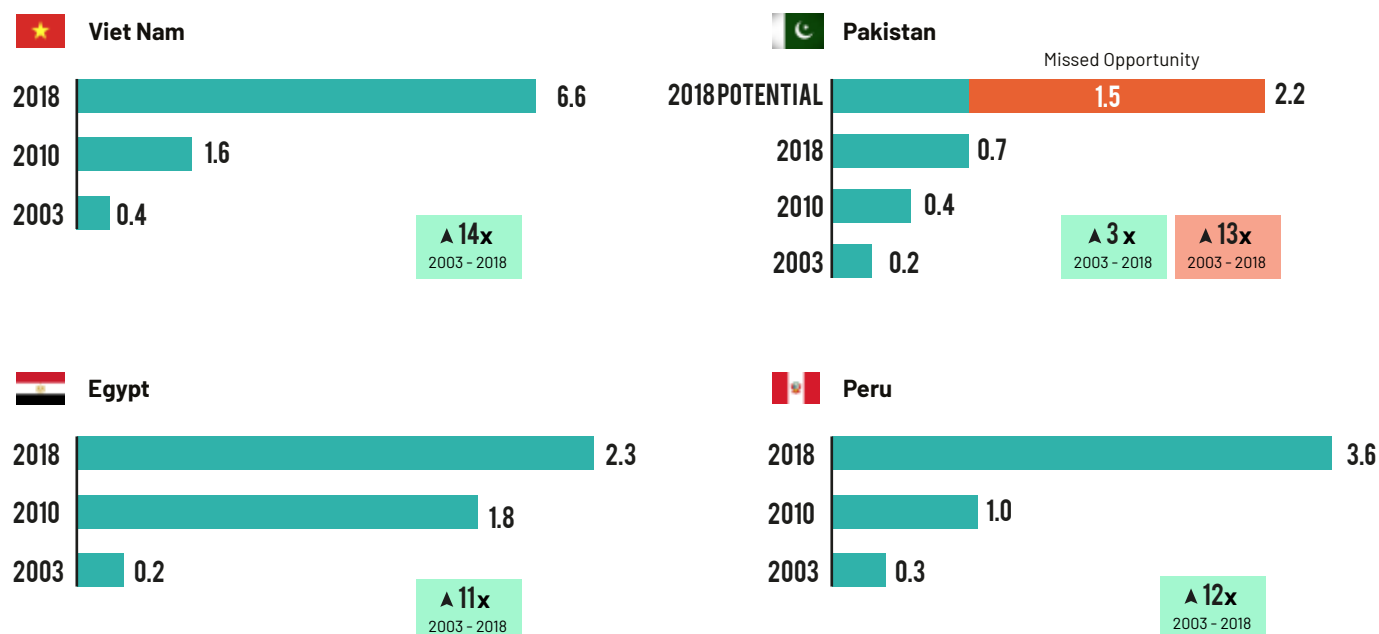 Viet Nam
2018 6.6
2010 1.6
2003 0.4
▲ 14x
2003 - 2018
Pakistan
Missed Opportunity
2018 POTENTIAL 1.5 2.2
2018 0.7
2010 0.4
2003 0.2
▲ 3 x
2003 - 2018
▲ 13x
2003 - 2018
Egypt
2018 2.3
2010 1.8
2003 0.2
▲ 11x
2003 - 2018
Peru
2018 3.6
2010 1.0
2003 0.3
▲ 12x
2003 - 2018